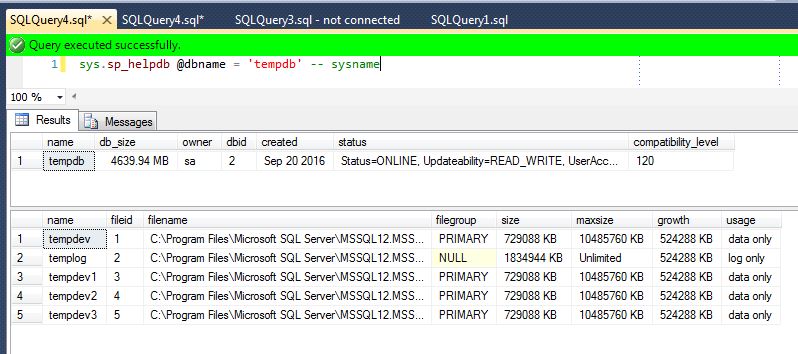 SQLQuery4.sql* SQLQuery4.sql* SQLQuery3.sql - not connected SQLQuery1.sql
Query executed successfully.
1 sys.sp_helpdb @dbname = 'tempdb' -- sysname
100 %
Results Messages
name db_size owner dbid created status compatibility_level
1 tempdb 4639.94 MB sa 2 Sep 20 2016 Status=ONLINE, Updateability=READ_WRITE, UserAcc... 120
name fileid filename filegroup size maxsize growth usage
1 tempdev 1 C:\Program Files\Microsoft SQL Server\MSSQL12.MSS... PRIMARY 729088 KB 10485760 KB 524288 KB data only
2 templog 2 C:\Program Files\Microsoft SQL Server\MSSQL12.MSS... NULL 1834944 KB Unlimited 524288 KB log only
3 tempdev1 3 C:\Program Files\Microsoft SQL Server\MSSQL12.MSS... PRIMARY 729088 KB 10485760 KB 524288 KB data only
4 tempdev2 4 C:\Program Files\Microsoft SQL Server\MSSQL12.MSS... PRIMARY 729088 KB 10485760 KB 524288 KB data only
5 tempdev3 5 C:\Program Files\Microsoft SQL Server\MSSQL12.MSS... PRIMARY 729088 KB 10485760 KB 524288 KB data only